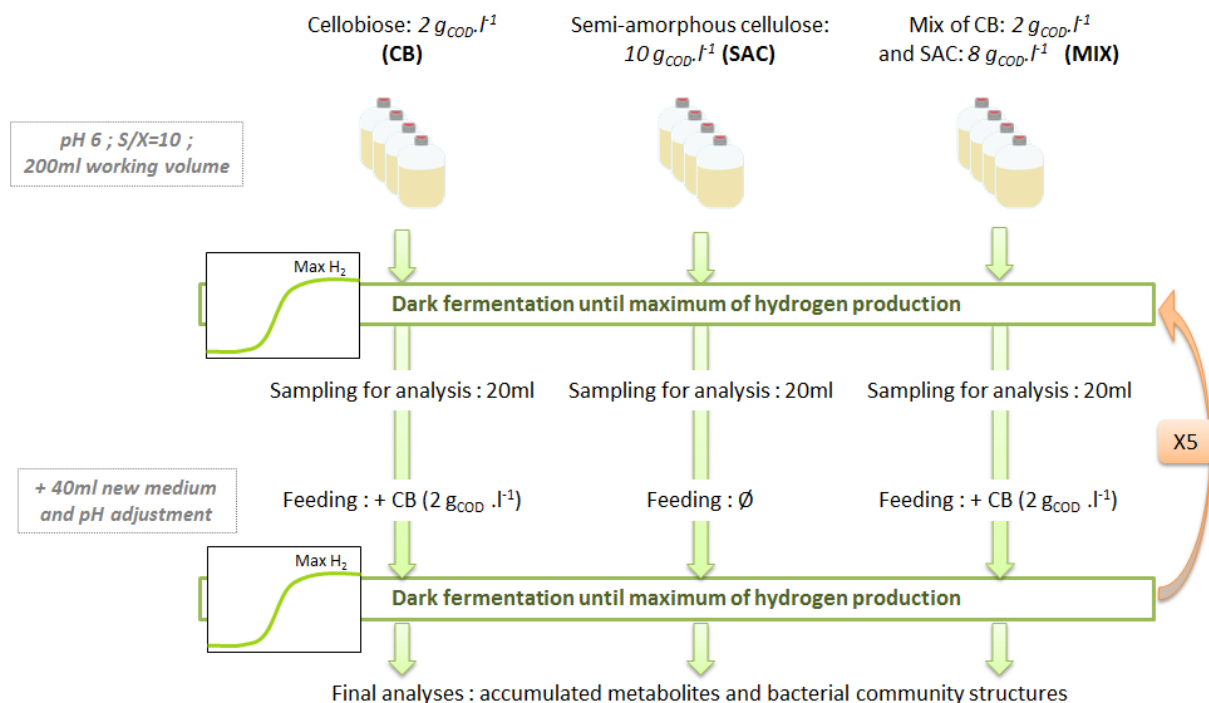 Cellobiose: 2 gCOD.l-1
(CB)
Semi-amorphous cellulose:
10 gCOD.l-1 (SAC)
Mix of CB: 2 gCOD.l-1
and SAC: 8 gCOD.l-1 (MIX)
pH 6 ; S/X=10 ;
200ml working volume
Max H2
Dark fermentation until maximum of hydrogen production
Sampling for analysis : 20ml
Sampling for analysis : 20ml
Sampling for analysis : 20ml
X5
+ 40ml new medium
and pH adjustment
Feeding : + CB (2 gCOD .l-1)
Feeding : Ø
Feeding : + CB (2 gCOD .l-1)
Max H2
Dark fermentation until maximum of hydrogen production
Final analyses : accumulated metabolites and bacterial community structures